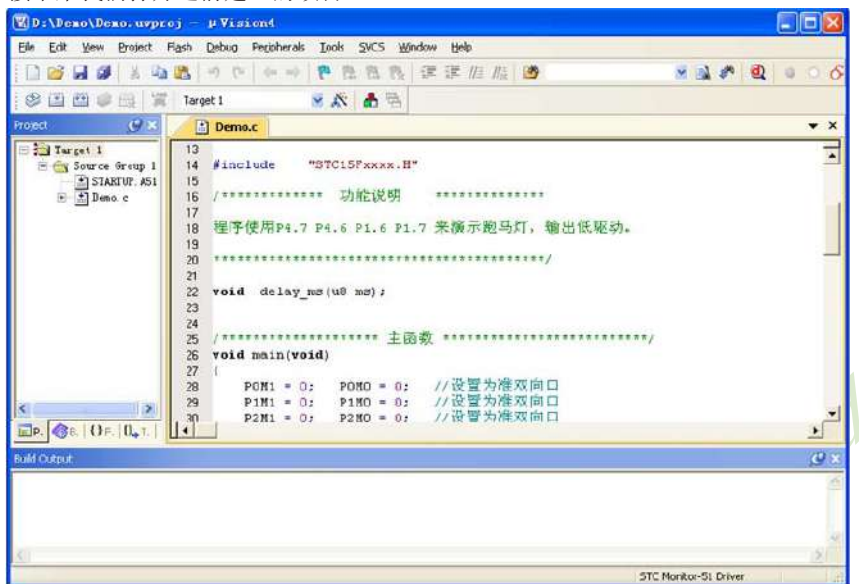 D:\Demo\Demo.uvproj - µVision4
File Edit View Project Flash Debug Peripherals Tools SVCS Window Help
Target 1
Project
Demo.c
Target 1
Source Group 1
STARTUP.A51
Demo.c
13
14 #include "STC15Fxxxx.H"
15
16 /************* 功能说明 **************
17
18 程序使用P4.7 P4.6 P1.6 P1.7 来演示跑马灯，输出低驱动。
19
20 ******************************************/
21
22 void delay_ms(u8 ms);
23
24
25 /********************* 主函数 **************************/
26 void main(void)
27 {
28 P0M1 = 0; P0M0 = 0; //设置为准双向口
29 P1M1 = 0; P1M0 = 0; //设置为准双向口
30 P2M1 = 0; P2M0 = 0; //设置为准双向口
P. B. {}F. 0. T.
Build Output
STC Monitor-51 Driver